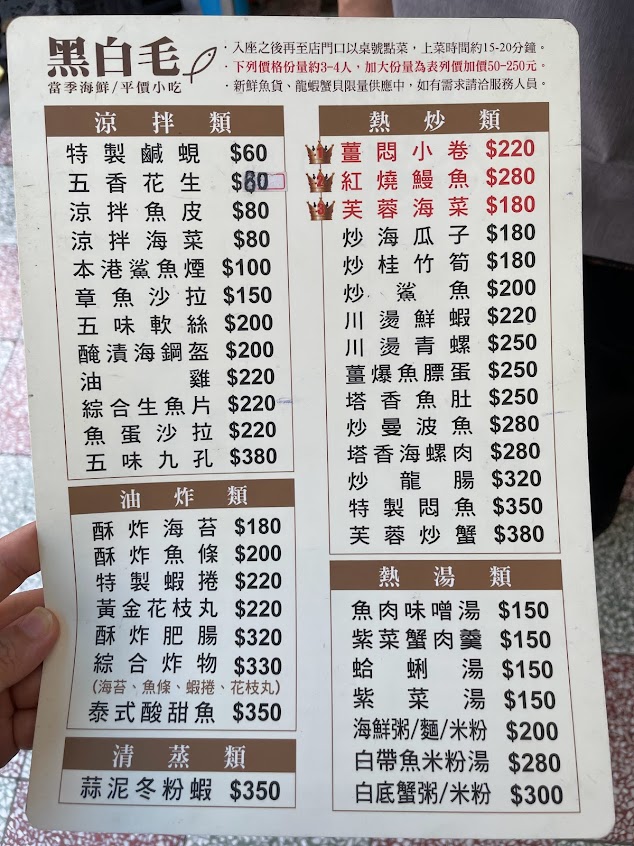 黑白毛
當季海鮮/平價小吃
・入座之後再至店門口以桌號點菜，上菜時間約15-20分鐘。
・下列價格份量約3-4人，加大份量為表列價加價50-250元。
・新鮮魚貨、龍蝦蟹貝限量供應中，如有需求請洽服務人員。
涼拌類
特製鹹蜆 $60
五香花生 $60
涼拌魚皮 $80
涼拌海菜 $80
本港鯊魚煙 $100
章魚沙拉 $150
五味軟絲 $200
醃漬海鋼盔 $200
油雞 $220
綜合生魚片 $220
魚蛋沙拉 $220
五味九孔 $380
油炸類
酥炸海苔 $180
酥炸魚條 $200
特製蝦捲 $220
黃金花枝丸 $220
酥炸肥腸 $320
綜合炸物 $330
(海苔、魚條、蝦捲、花枝丸)
泰式酸甜魚 $350
清蒸類
蒜泥冬粉蝦 $350
熱炒類
1 薑悶小卷 $220
2 紅燒鰻魚 $280
3 芙蓉海菜 $180
炒海瓜子 $180
炒桂竹筍 $180
炒鯊魚 $200
川燙鮮蝦 $220
川燙青螺 $250
薑爆魚膘蛋 $250
塔香魚肚 $250
炒曼波魚 $280
塔香海螺肉 $280
炒龍腸 $320
特製悶魚 $350
芙蓉炒蟹 $380
熱湯類
魚肉味噌湯 $150
紫菜蟹肉羹 $150
蛤蜊湯 $150
紫菜湯 $150
海鮮粥/麵/米粉 $200
白帶魚米粉湯 $280
白底蟹粥/米粉 $300